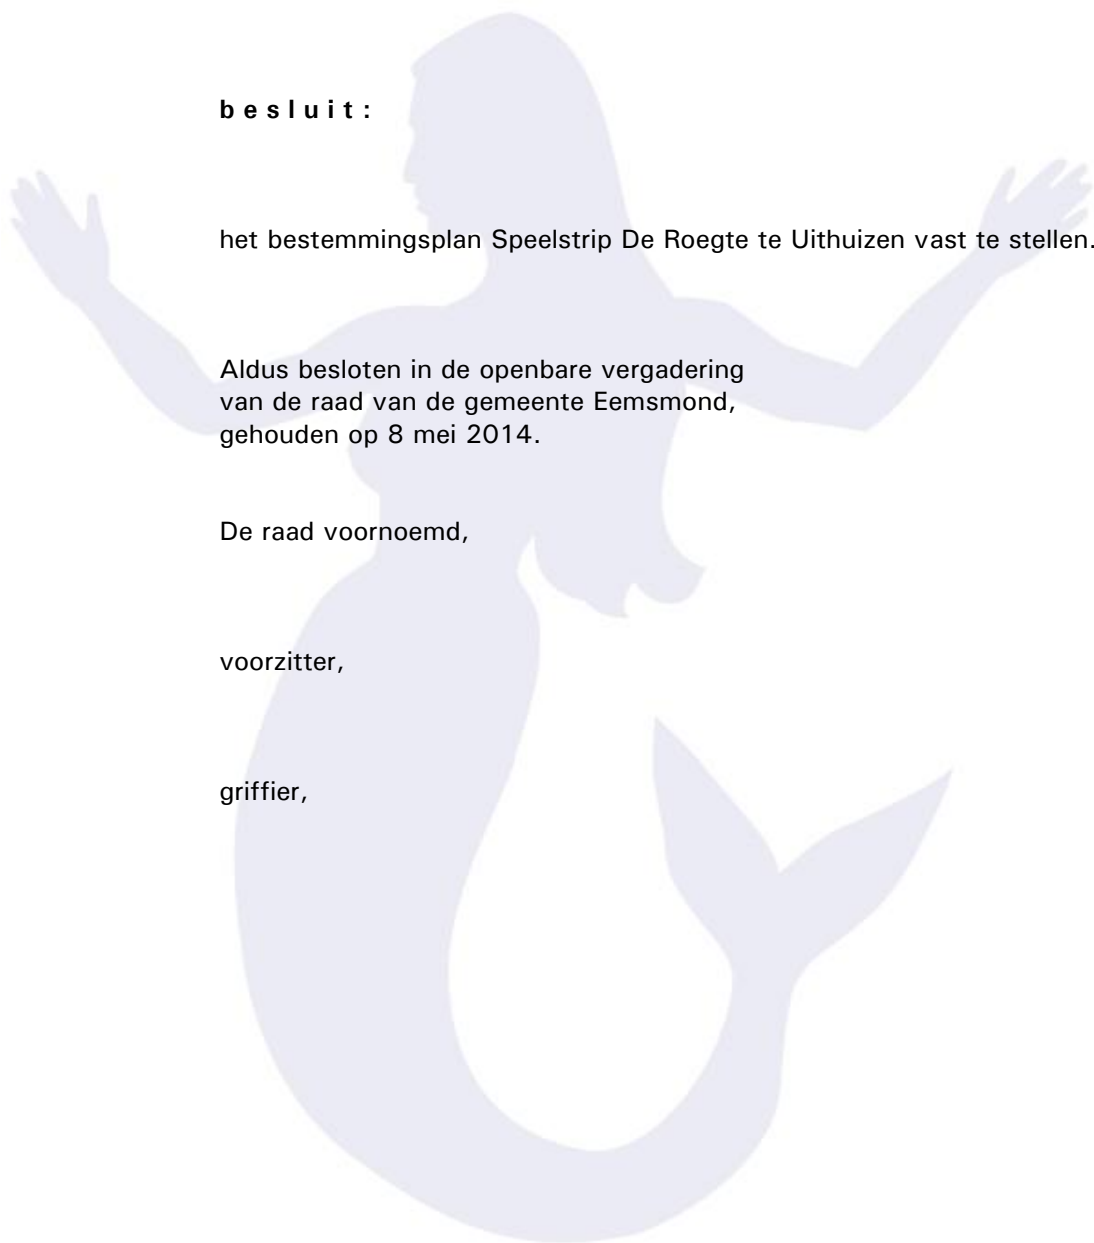 b e s l u i t :
het bestemmingsplan Speelstrip De Roegte te Uithuizen vast te stellen.
Aldus besloten in de openbare vergadering
van de raad van de gemeente Eemsmond,
gehouden op 8 mei 2014.
De raad voornoemd,
voorzitter,
griffier,